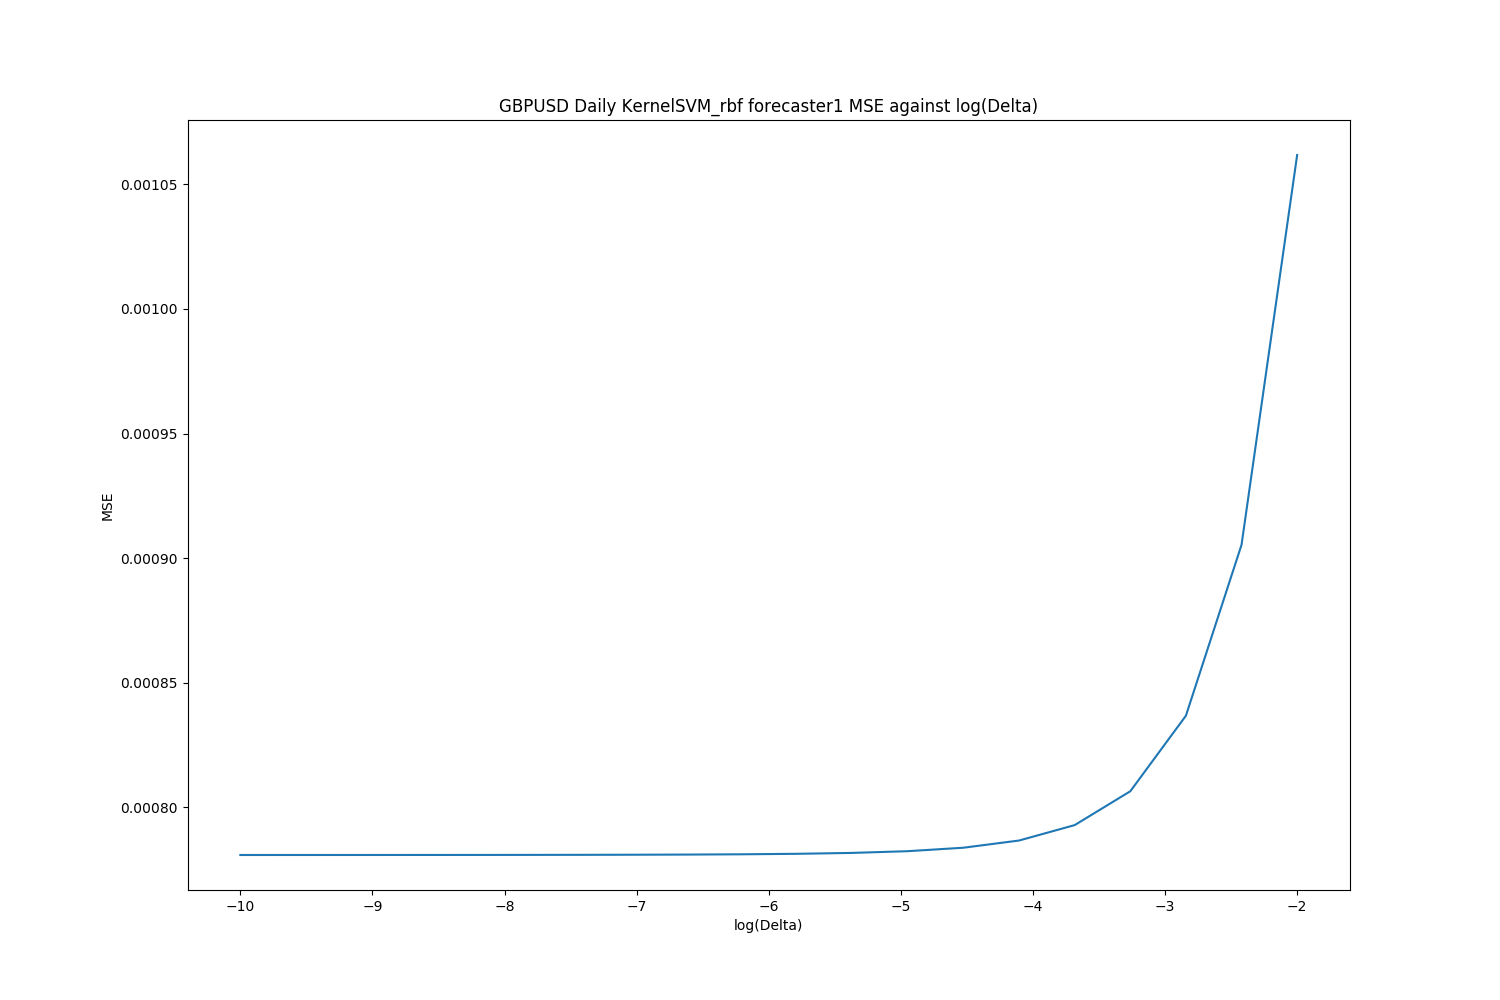 GBPUSD Daily KernelSVM_rbf forecaster1 MSE against log(Delta)
0.00105
0.00100
0.00095
0.00090
0.00085
0.00080
MSE
−10 −9 −8 −7 −6 −5 −4 −3 −2
log(Delta)